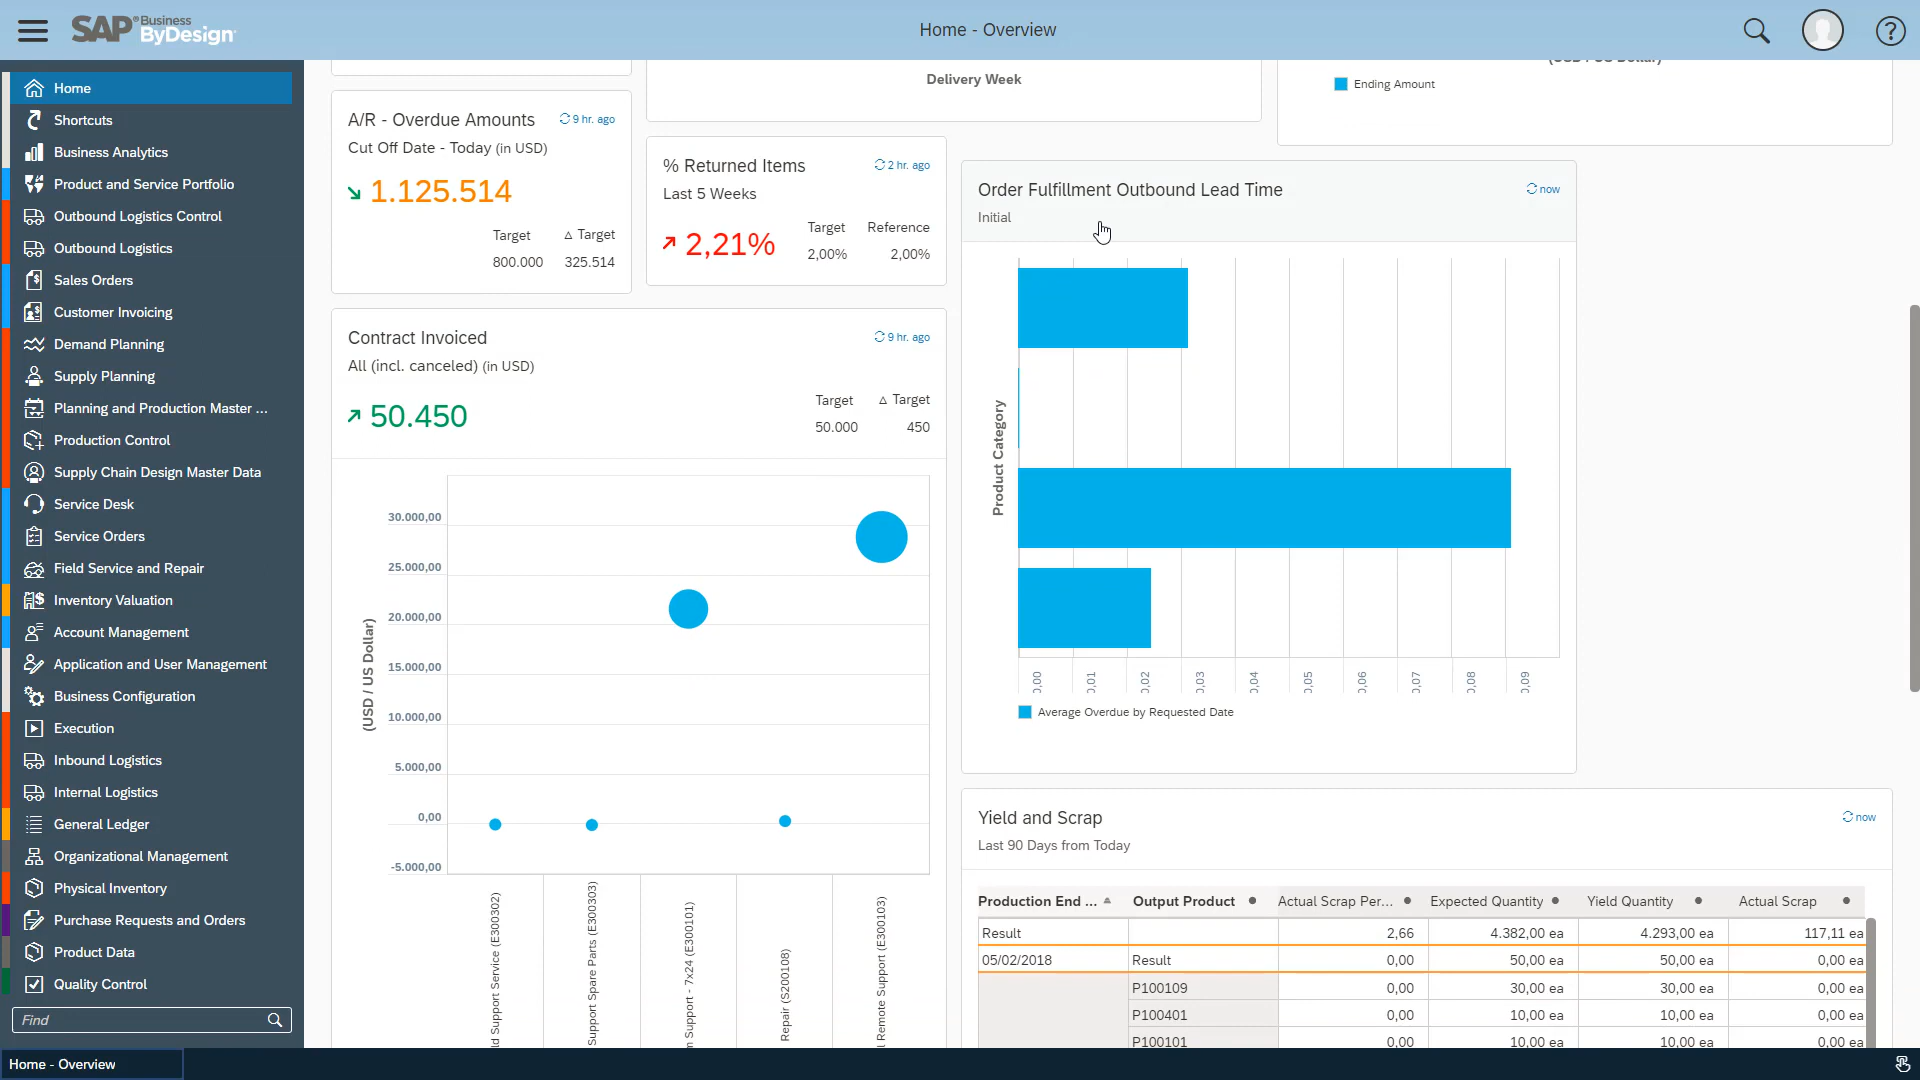 SAP Business ByDesign
Home - Overview
?
Home
Shortcuts
Business Analytics
Product and Service Portfolio
Outbound Logistics Control
Outbound Logistics
Sales Orders
Customer Invoicing
Demand Planning
Supply Planning
Planning and Production Master ...
Production Control
Supply Chain Design Master Data
Service Desk
Service Orders
Field Service and Repair
Inventory Valuation
Account Management
Application and User Management
Business Configuration
Execution
Inbound Logistics
Internal Logistics
General Ledger
Organizational Management
Physical Inventory
Purchase Requests and Orders
Product Data
Quality Control
Find
Home - Overview
Delivery Week
Ending Amount
A/R - Overdue Amounts
9 hr. ago
Cut Off Date - Today (in USD)
1.125.514
Target
Δ Target
800.000
325.514
% Returned Items
2 hr. ago
Last 5 Weeks
2,21%
Target
Reference
2,00%
2,00%
Contract Invoiced
9 hr. ago
All (incl. canceled) (in USD)
50.450
Target
Δ Target
50.000
450
(USD / US Dollar)
30.000,00
25.000,00
20.000,00
15.000,00
10.000,00
5.000,00
0,00
-5.000,00
Support Service (E300302)
Support Spare Parts (E300303)
Support - 7x24 (E300101)
Repair (S200108)
Remote Support (E300103)
Order Fulfillment Outbound Lead Time
now
Initial
Product Category
0,00
0,01
0,02
0,03
0,04
0,05
0,06
0,07
0,08
0,09
Average Overdue by Requested Date
Yield and Scrap
now
Last 90 Days from Today
Production End ... Output Product Actual Scrap Per... Expected Quantity Yield Quantity Actual Scrap
Result 2,66 4.382,00 ea 4.293,00 ea 117,11 ea
05/02/2018 Result 0,00 50,00 ea 50,00 ea 0,00 ea
P100109 0,00 30,00 ea 30,00 ea 0,00 ea
P100401 0,00 10,00 ea 10,00 ea 0,00 ea
P100101 0,00 10,00 ea 10,00 ea 0,00 ea